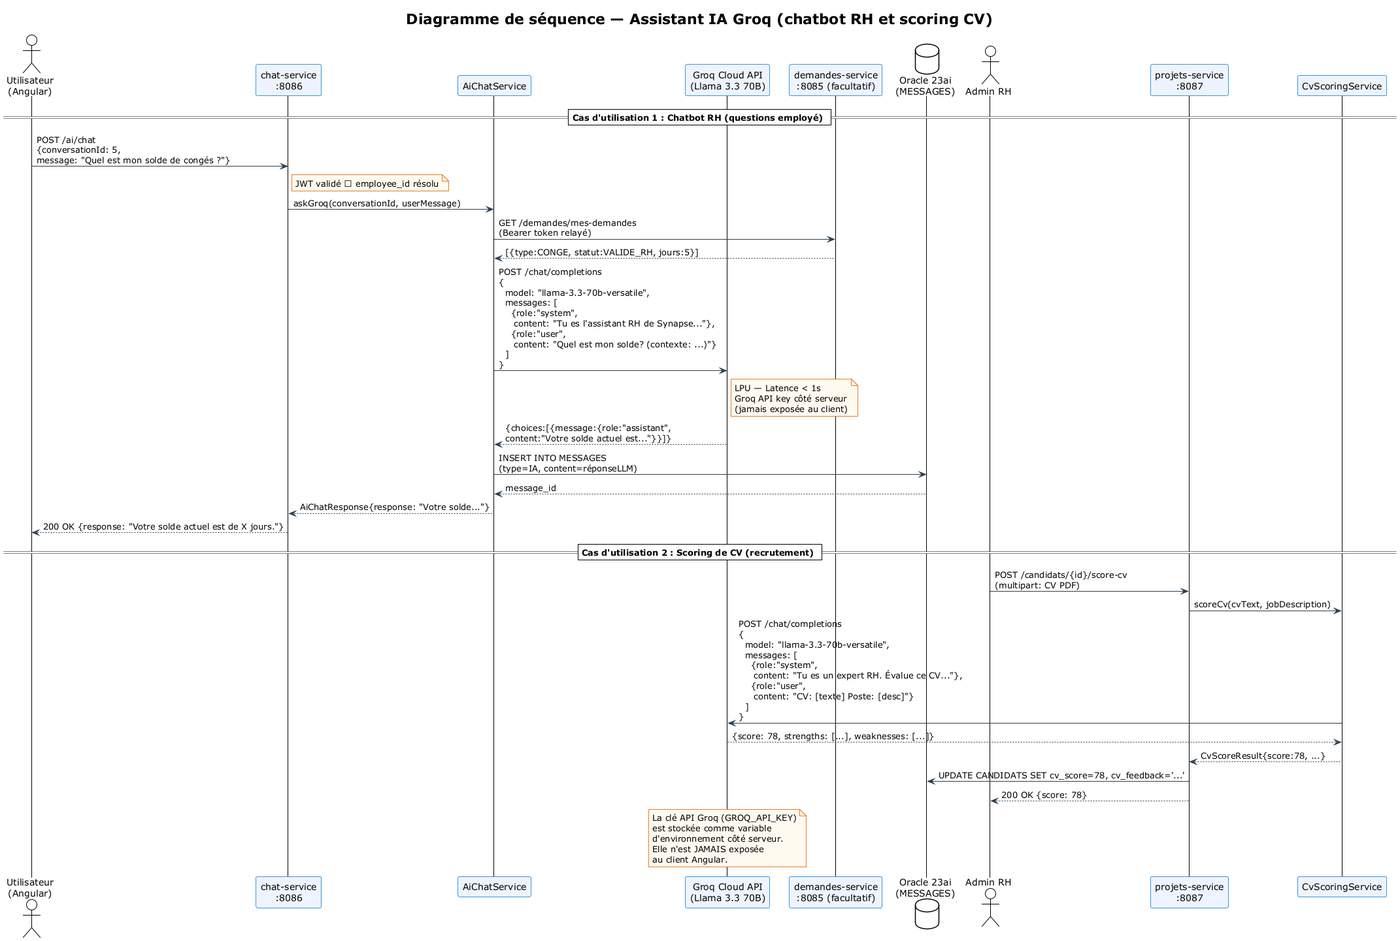 Diagramme de séquence — Assistant IA Groq (chatbot RH et scoring CV)
Utilisateur
(Angular)
chat-service
:8086
AiChatService
Groq Cloud API
(Llama 3.3 70B)
demandes-service
:8085 (facultatif)
Oracle 23ai
(MESSAGES)
Admin RH
projets-service
:8087
CvScoringService
Cas d'utilisation 1 : Chatbot RH (questions employé)
POST /ai/chat
{conversationId: 5,
message: "Quel est mon solde de congés ?"}
JWT validé ☐ employee_id résolu
askGroq(conversationId, userMessage)
GET /demandes/mes-demandes
(Bearer token relayé)
[{type:CONGE, statut:VALIDE_RH, jours:5}]
POST /chat/completions
{
model: "llama-3.3-70b-versatile",
messages: [
{role:"system",
content: "Tu es l'assistant RH de Synapse..."},
{role:"user",
content: "Quel est mon solde? (contexte: ...)"}
]
}
LPU — Latence < 1s
Groq API key côté serveur
(jamais exposée au client)
{choices:[{message:{role:"assistant",
content:"Votre solde actuel est..."}}]}
INSERT INTO MESSAGES
(type=IA, content=réponseLLM)
message_id
AiChatResponse{response: "Votre solde..."}
200 OK {response: "Votre solde actuel est de X jours."}
Cas d'utilisation 2 : Scoring de CV (recrutement)
POST /candidats/{id}/score-cv
(multipart: CV PDF)
scoreCv(cvText, jobDescription)
POST /chat/completions
{
model: "llama-3.3-70b-versatile",
messages: [
{role:"system",
content: "Tu es un expert RH. Évalue ce CV..."},
{role:"user",
content: "CV: [texte] Poste: [desc]"}
]
}
{score: 78, strengths: [...], weaknesses: [...]}
CvScoreResult{score:78, ...}
UPDATE CANDIDATS SET cv_score=78, cv_feedback='...'
200 OK {score: 78}
La clé API Groq (GROQ_API_KEY)
est stockée comme variable
d'environnement côté serveur.
Elle n'est JAMAIS exposée
au client Angular.
Utilisateur
(Angular)
chat-service
:8086
AiChatService
Groq Cloud API
(Llama 3.3 70B)
demandes-service
:8085 (facultatif)
Oracle 23ai
(MESSAGES)
Admin RH
projets-service
:8087
CvScoringService